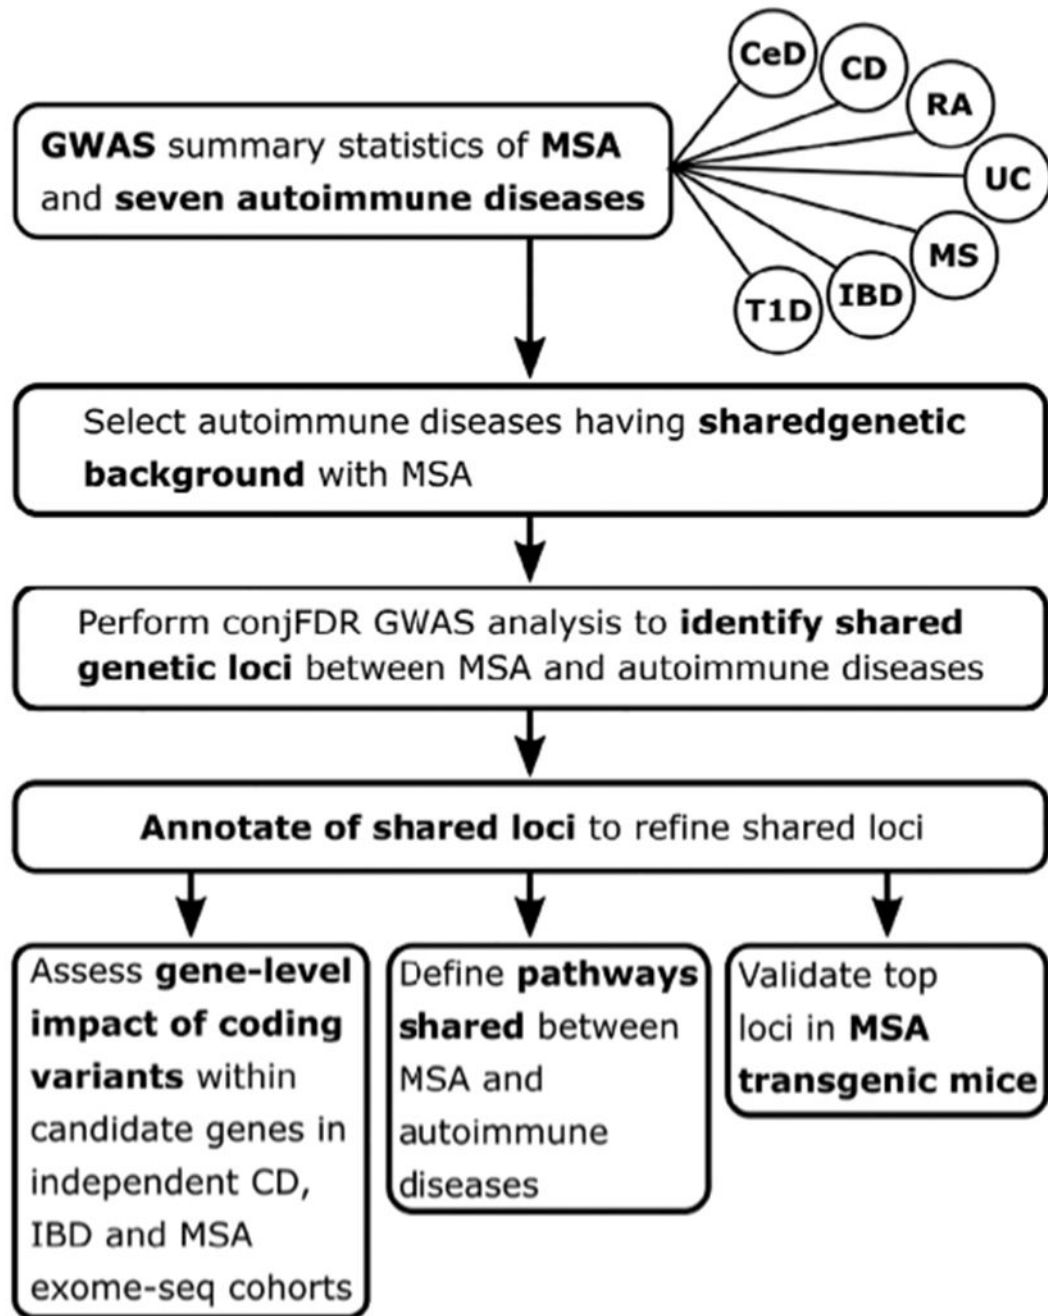 CeD
CD
RA
UC
MS
IBD
T1D
GWAS summary statistics of MSA
and seven autoimmune diseases
Select autoimmune diseases having sharedgenetic
background with MSA
Perform conjFDR GWAS analysis to identify shared
genetic loci between MSA and autoimmune diseases
Annotate of shared loci to refine shared loci
Assess gene-level
impact of coding
variants within
candidate genes in
independent CD,
IBD and MSA
exome-seq cohorts
Define pathways
shared between
MSA and
autoimmune
diseases
Validate top
loci in MSA
transgenic mice